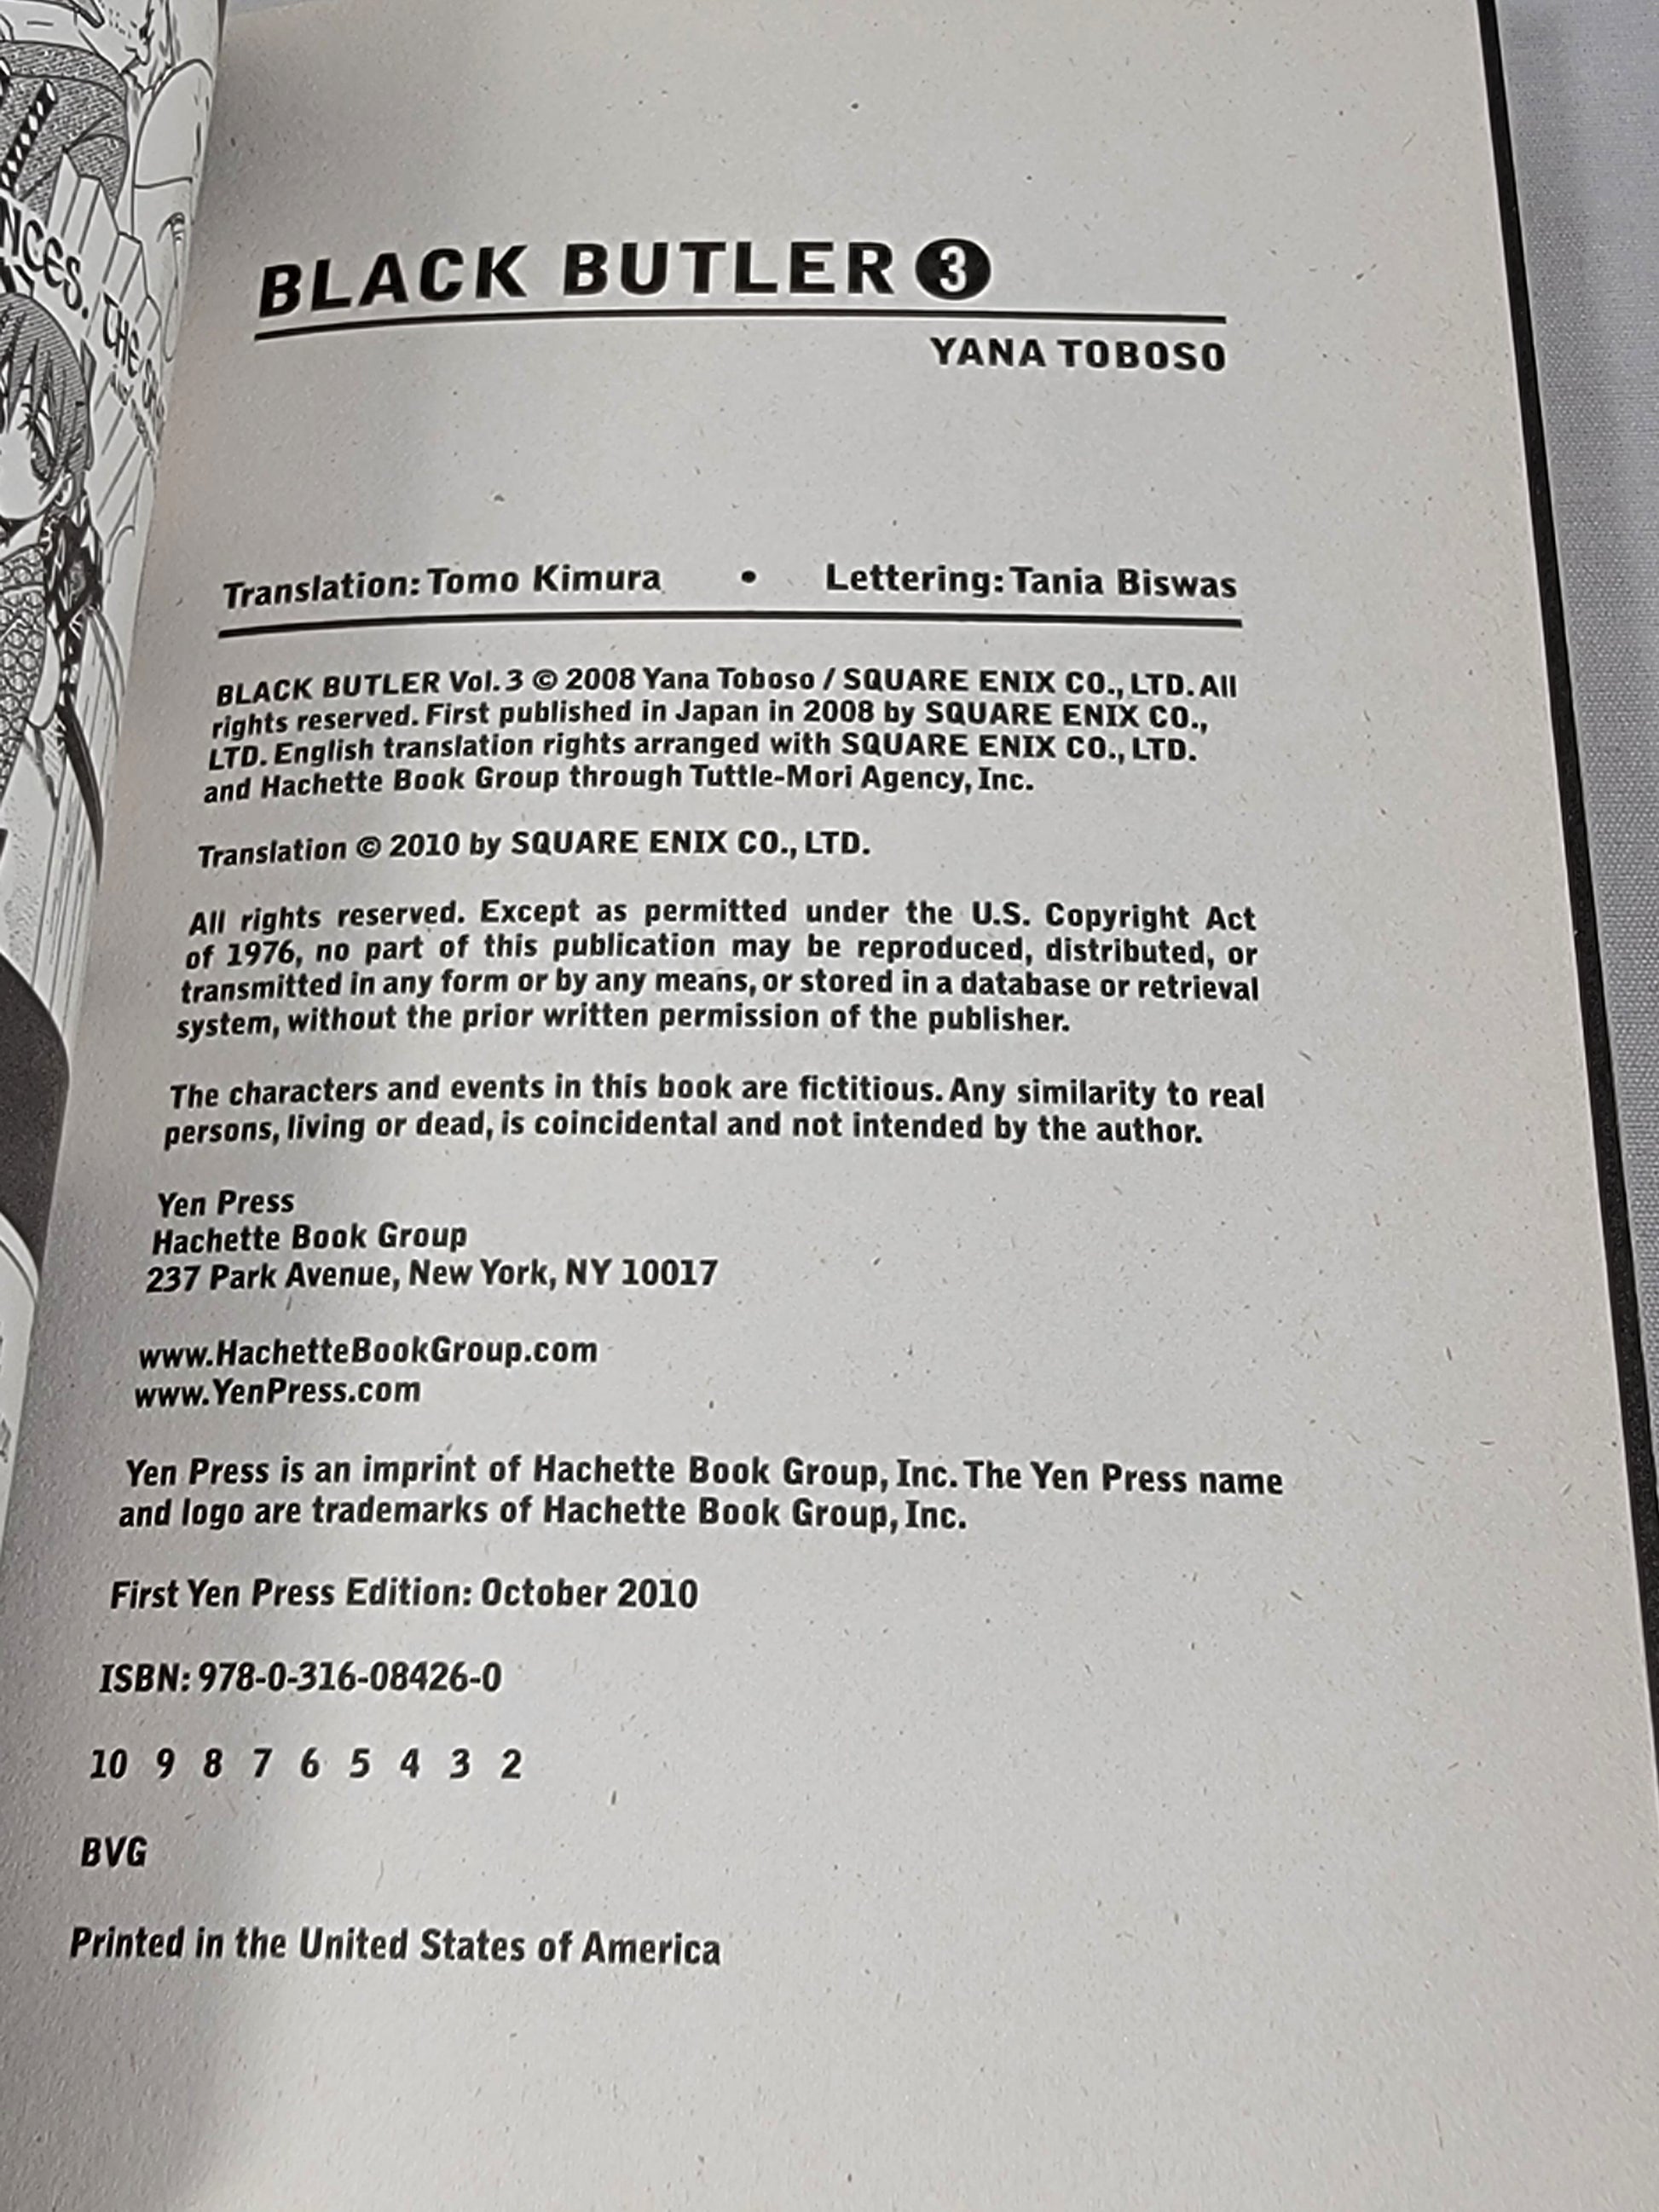 NCES.
THE
BLACK BUTLER 3
YANA TOBOSO
Translation: Tomo Kimura • Lettering: Tania Biswas
BLACK BUTLER Vol. 3 © 2008 Yana Toboso / SQUARE ENIX CO., LTD. All
rights reserved. First published in Japan in 2008 by SQUARE ENIX CO.,
LTD. English translation rights arranged with SQUARE ENIX CO., LTD.
and Hachette Book Group through Tuttle-Mori Agency, Inc.
Translation © 2010 by SQUARE ENIX CO., LTD.
All rights reserved. Except as permitted under the U.S. Copyright Act
of 1976, no part of this publication may be reproduced, distributed, or
transmitted in any form or by any means, or stored in a database or retrieval
system, without the prior written permission of the publisher.
The characters and events in this book are fictitious. Any similarity to real
persons, living or dead, is coincidental and not intended by the author.
Yen Press
Hachette Book Group
237 Park Avenue, New York, NY 10017
www.HachetteBookGroup.com
www.YenPress.com
Yen Press is an imprint of Hachette Book Group, Inc. The Yen Press name
and logo are trademarks of Hachette Book Group, Inc.
First Yen Press Edition: October 2010
ISBN: 978-0-316-08426-0
10 9 8 7 6 5 4 3 2
BVG
Printed in the United States of America